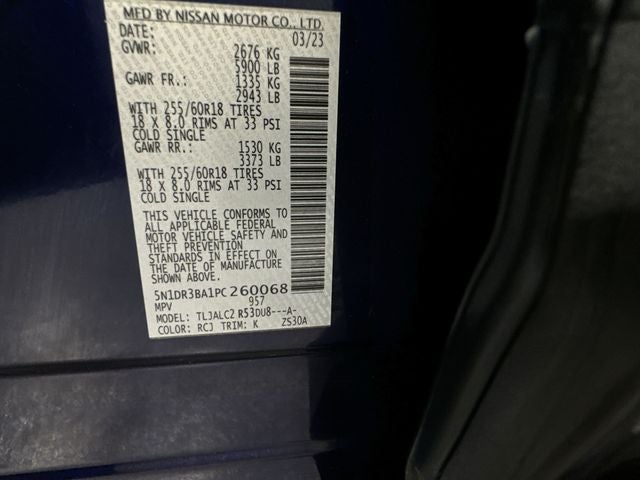 MFD BY NISSAN MOTOR CO., LTD.
DATE: 03/23
GVWR: 2676 KG
5900 LB
GAWR FR.: 1335 KG
2943 LB
WITH 255/60R18 TIRES
18 X 8.0 RIMS AT 33 PSI
COLD SINGLE
GAWR RR.: 1530 KG
3373 LB
WITH 255/60R18 TIRES
18 X 8.0 RIMS AT 33 PSI
COLD SINGLE
THIS VEHICLE CONFORMS TO
ALL APPLICABLE FEDERAL
MOTOR VEHICLE SAFETY AND
THEFT PREVENTION
STANDARDS IN EFFECT ON
THE DATE OF MANUFACTURE
SHOWN ABOVE.
5N1DR3BA1PC260068
MPV 957
MODEL: TLJALC2 R53DU8---A-
COLOR: RCJ TRIM: K ZS30A